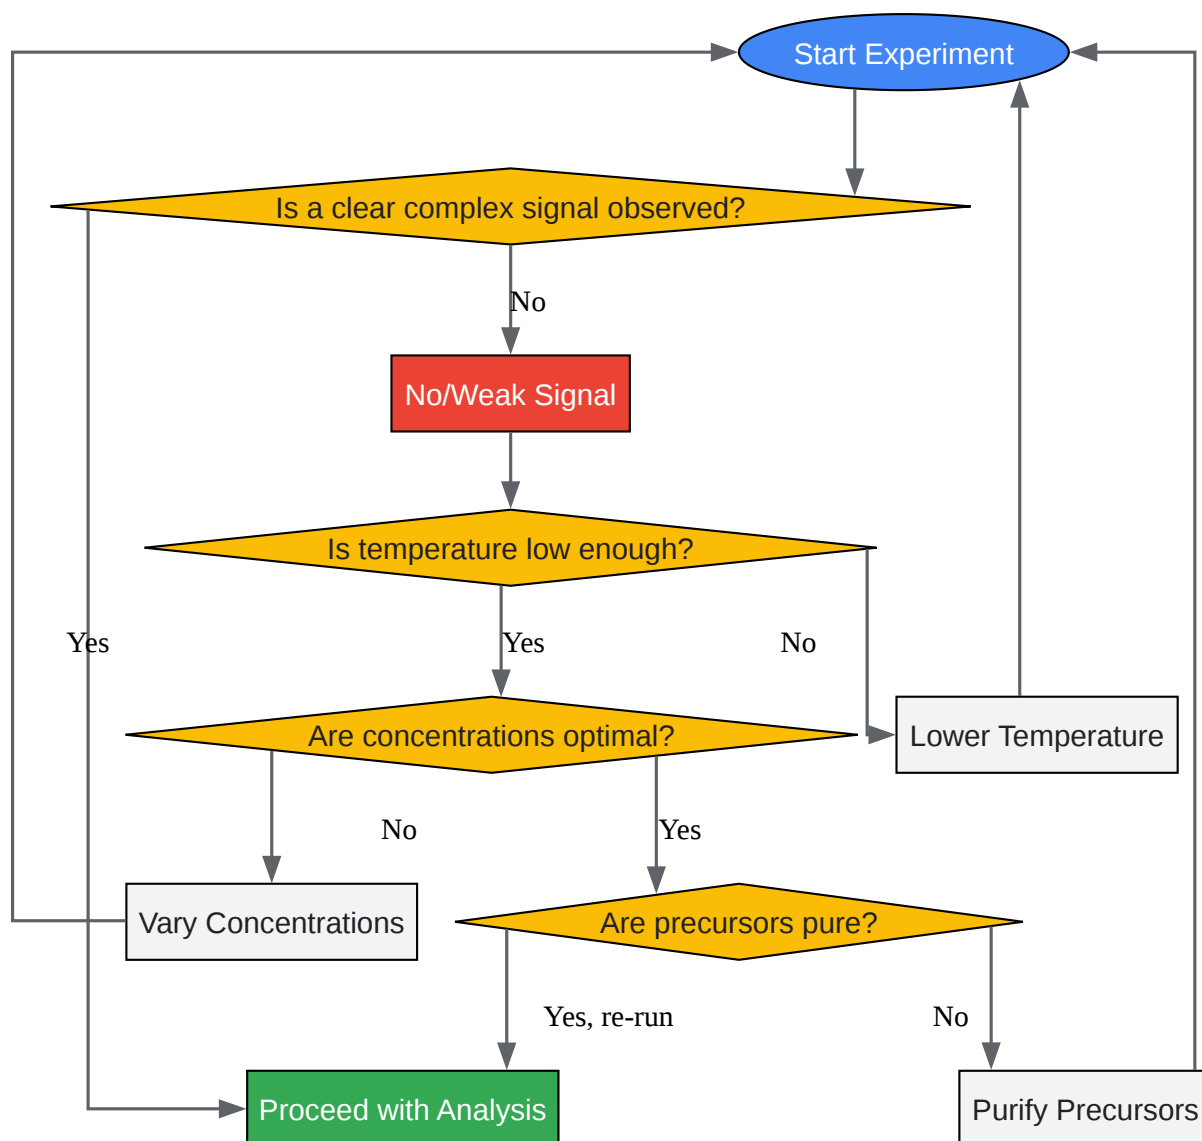 Start Experiment
Is a clear complex signal observed?
No
No/Weak Signal
Is temperature low enough?
Yes
Yes
No
Are concentrations optimal?
Lower Temperature
No
Yes
Vary Concentrations
Are precursors pure?
Yes, re-run
No
Proceed with Analysis
Purify Precursors